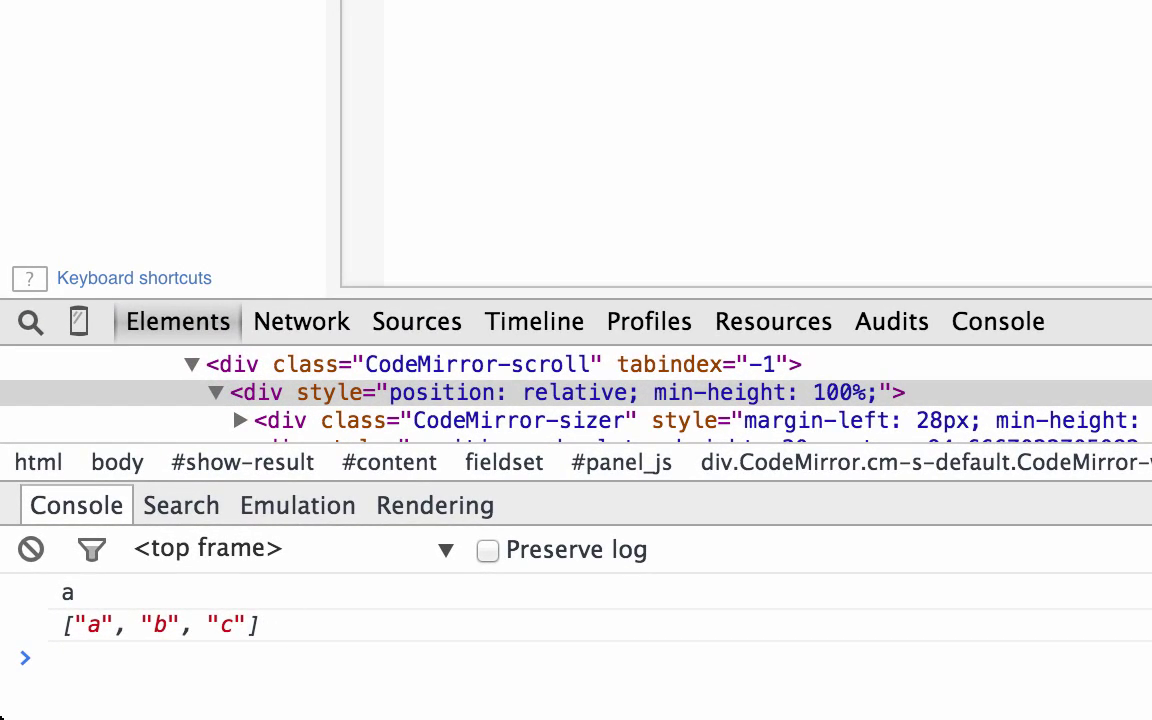 ? Keyboard shortcuts
Elements Network Sources Timeline Profiles Resources Audits Console
▼<div class="CodeMirror-scroll" tabindex="-1">
▼<div style="position: relative; min-height: 100%;">
▶<div class="CodeMirror-sizer" style="margin-left: 28px; min-height:
html body #show-result #content fieldset #panel_js div.CodeMirror.cm-s-default.CodeMirror-
Console Search Emulation Rendering
<top frame> ▼ Preserve log
a
["a", "b", "c"]
>